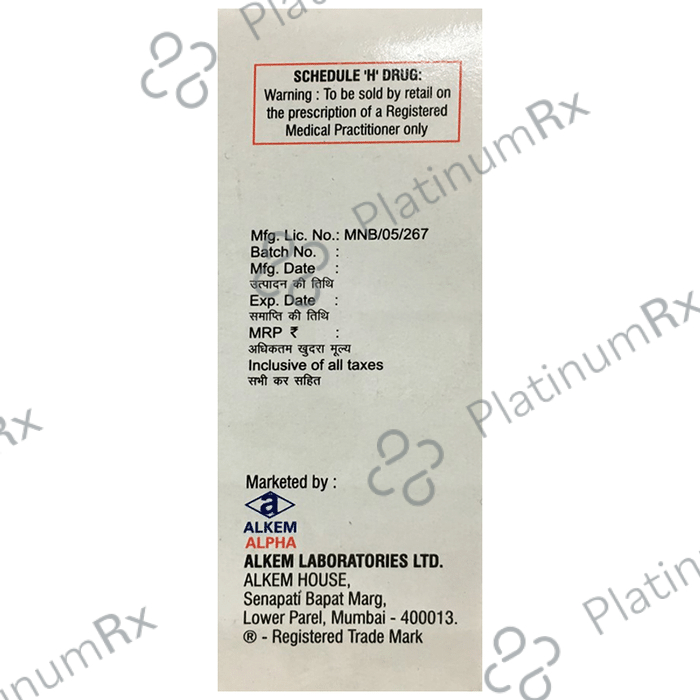 SCHEDULE 'H' DRUG:
Warning : To be sold by retail on
the prescription of a Registered
Medical Practitioner only
Mfg. Lic. No.: MNB/05/267
Batch No. :
Mfg. Date :
उत्पादन की तिथि
Exp. Date :
समाप्ति की तिथि
MRP ₹ :
अधिकतम खुदरा मूल्य
Inclusive of all taxes
सभी कर सहित
Marketed by :
a
ALKEM
ALPHA
ALKEM LABORATORIES LTD.
ALKEM HOUSE,
Senapati Bapat Marg,
Lower Parel, Mumbai - 400013.
® - Registered Trade Mark
PlatinumRx
PlatinumRx
PlatinumRx
PlatinumRx
Rx
tinumRx